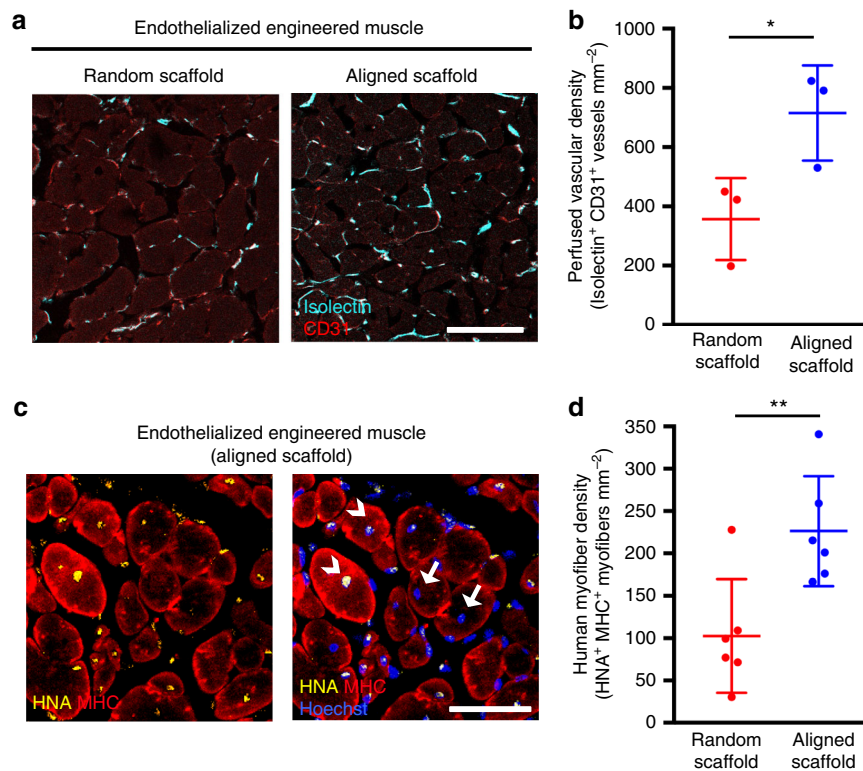 a
Endothelialized engineered muscle
Random scaffold
Aligned scaffold
Isolectin
CD31
b
Perfused vascular density
(Isolectin⁺ CD31⁺ vessels mm⁻²)
1000
800
600
400
200
0
*
Random
scaffold
Aligned
scaffold
c
Endothelialized engineered muscle
(aligned scaffold)
HNA MHC
HNA MHC
Hoechst
d
Human myofiber density
(HNA⁺ MHC⁺ myofibers mm⁻²)
350
300
250
200
150
100
50
0
**
Random
scaffold
Aligned
scaffold